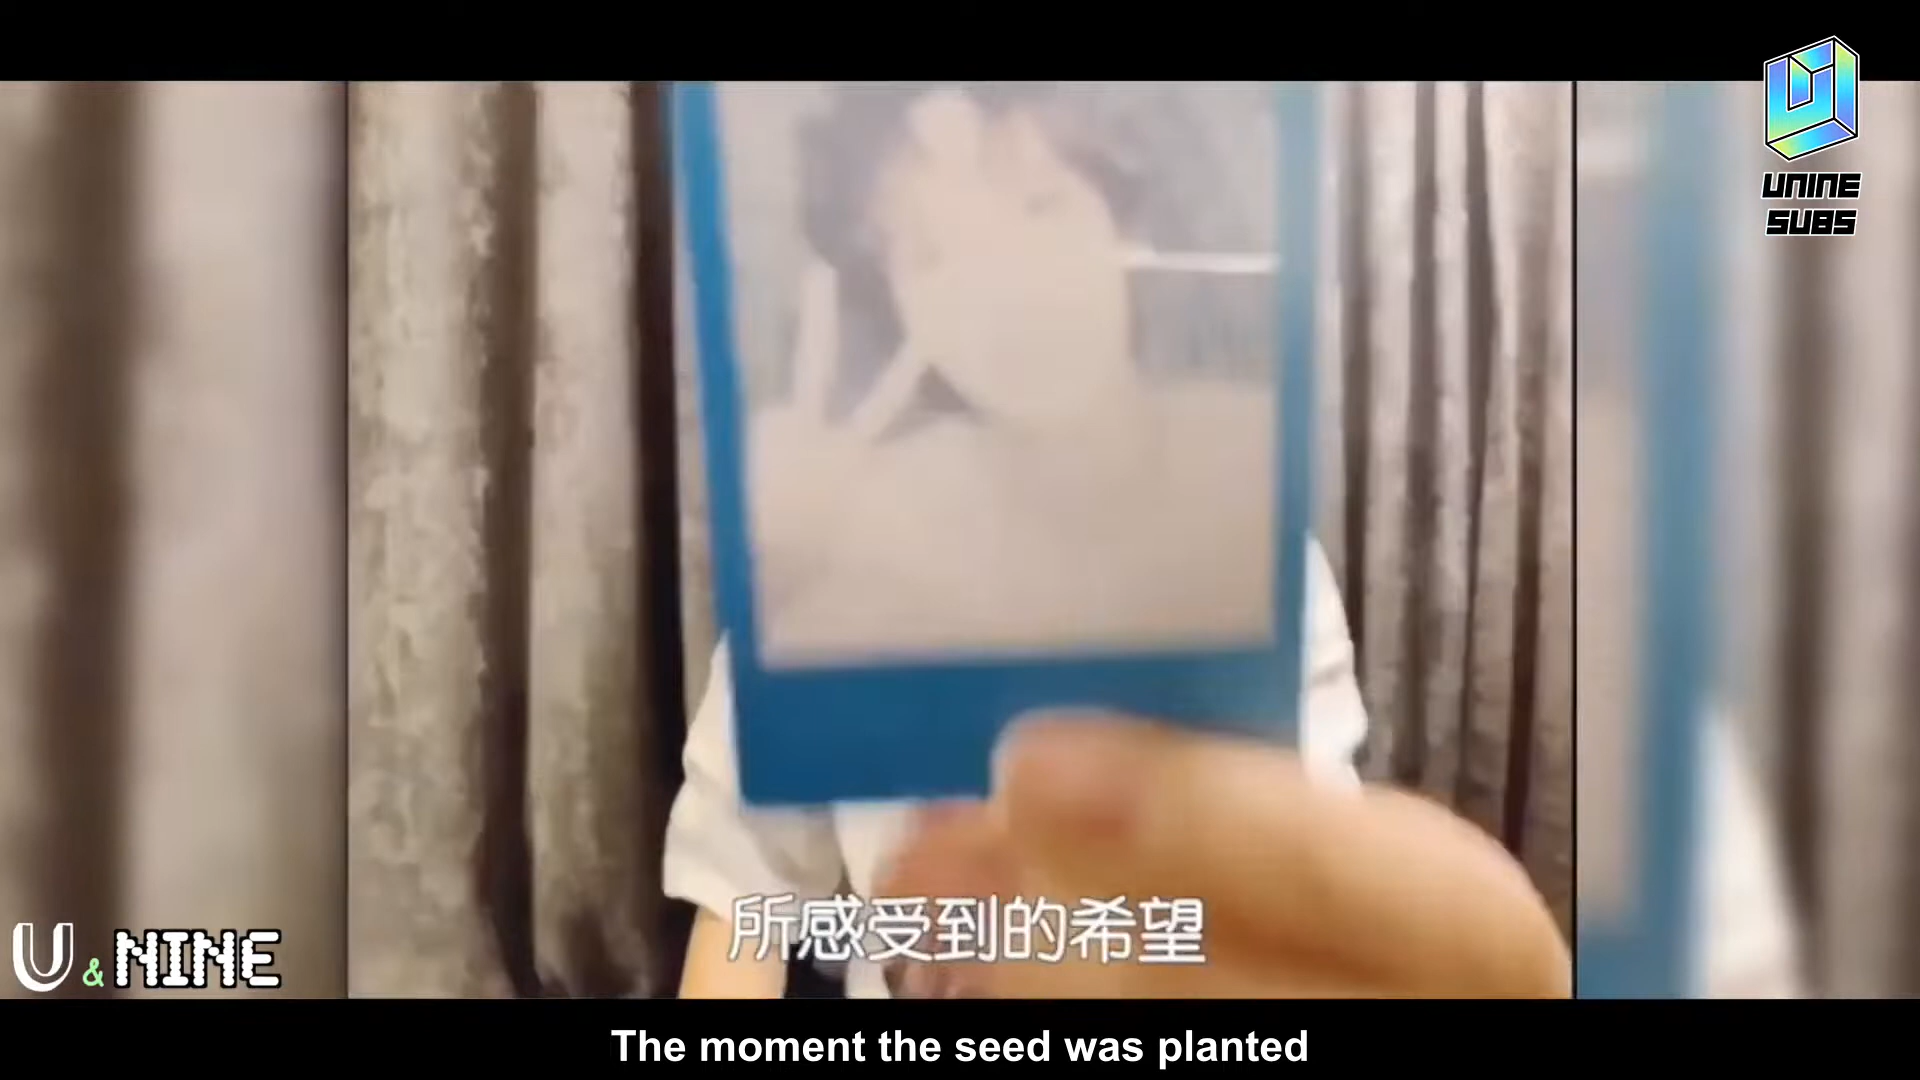 UNINE
SUBS
所感受到的希望
U & NINE
The moment the seed was planted